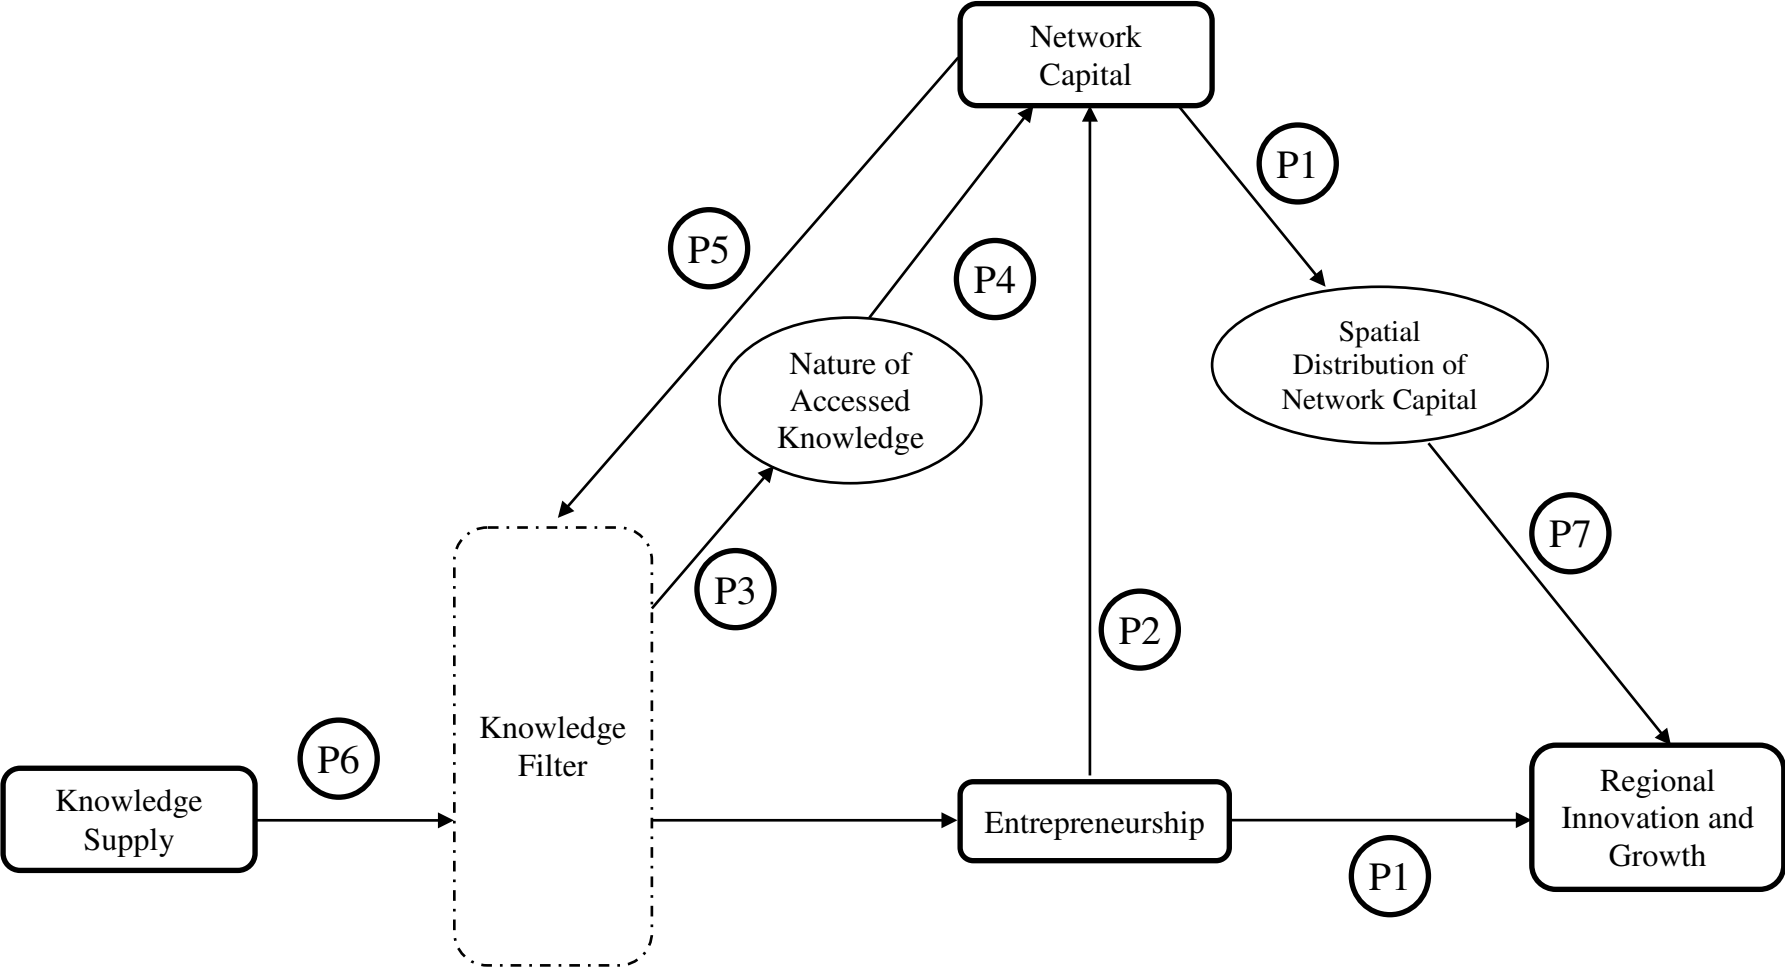 Network
Capital
P1
P5
P4
Spatial
Distribution of
Network Capital
Nature of
Accessed
Knowledge
P7
P3
P2
Knowledge
Filter
P6
Knowledge
Supply
Entrepreneurship
Regional
Innovation and
Growth
P1